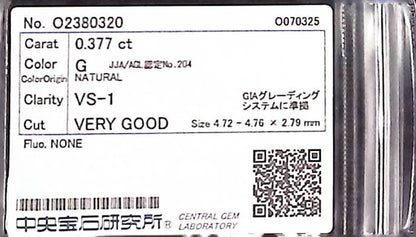 No. O2380320 O070325
Carat 0.377 ct
Color G JJA/AGL認定No.204
ColorOrigin NATURAL
Clarity VS-1 GIAグレーディング
システムに準拠
Cut VERY GOOD Size 4.72 - 4.76 × 2.79 mm
Fluo. NONE
中央宝石研究所® CENTRAL GEM
LABORATORY